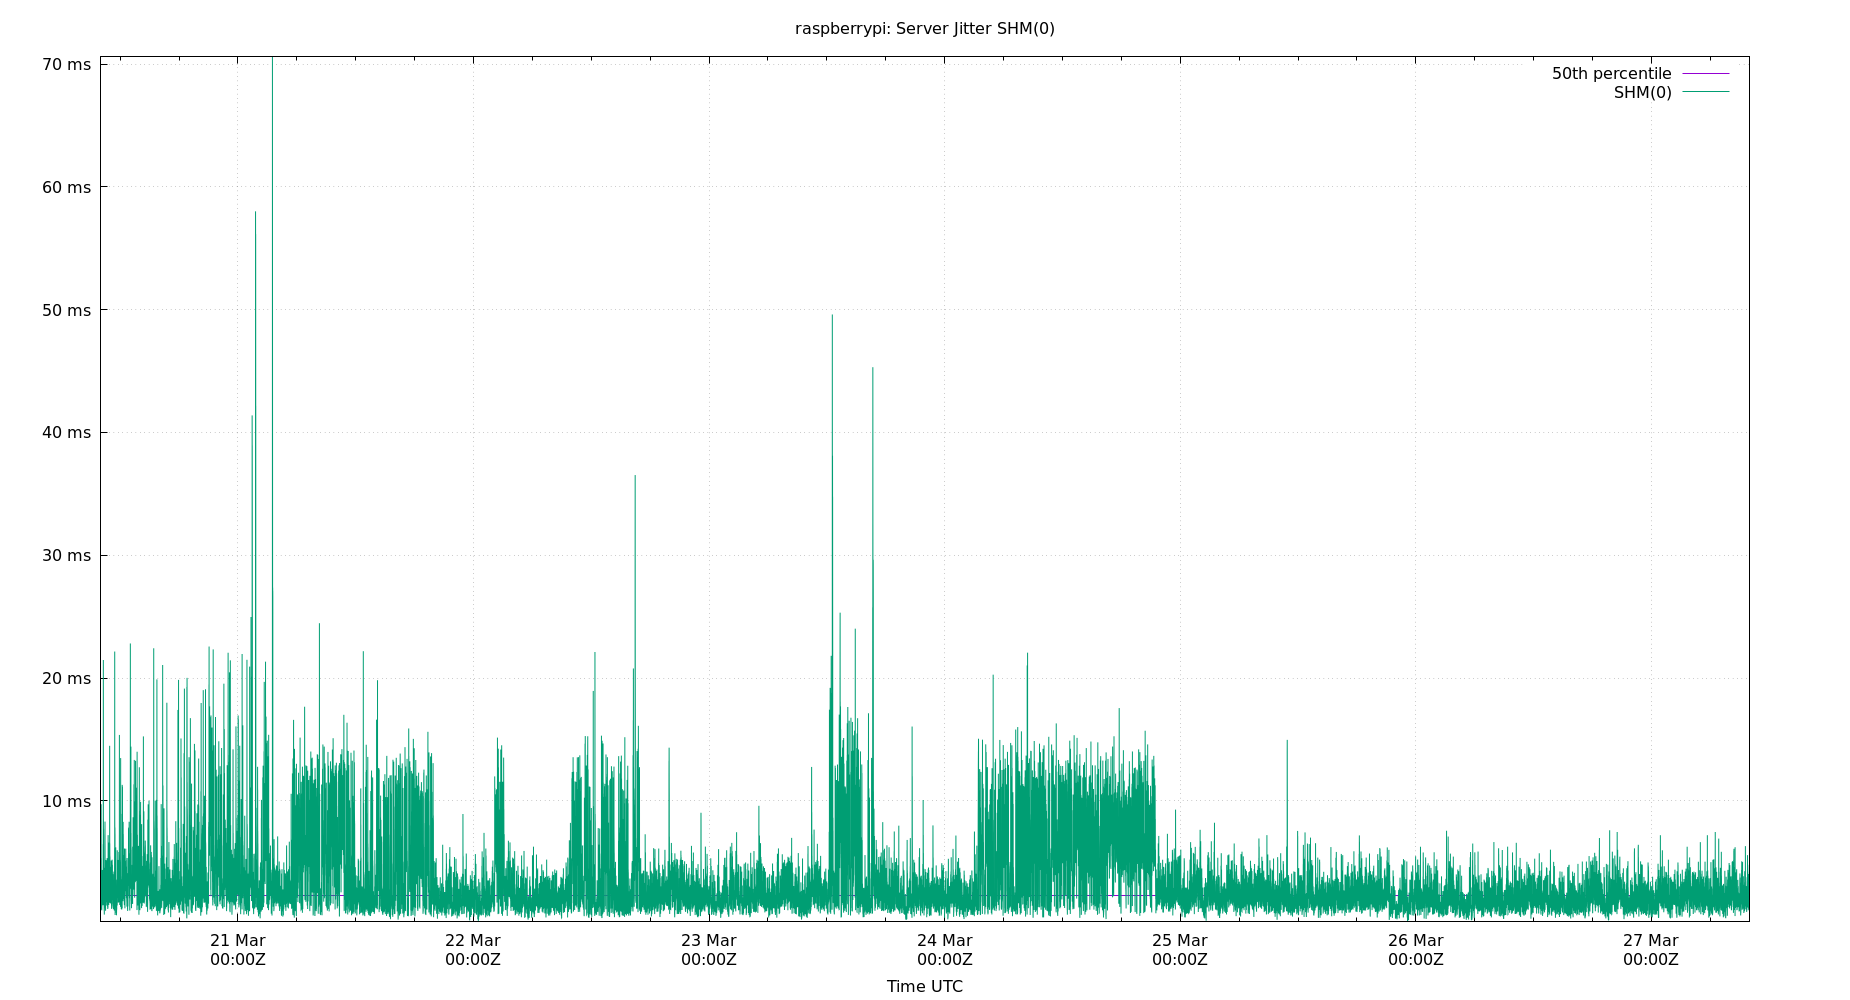 raspberrypi: Server Jitter SHM(0)
70 ms
60 ms
50 ms
40 ms
30 ms
20 ms
10 ms
50th percentile
SHM(0)
21 Mar 22 Mar 23 Mar 24 Mar 25 Mar 26 Mar 27 Mar
00:00Z 00:00Z 00:00Z 00:00Z 00:00Z 00:00Z 00:00Z
Time UTC